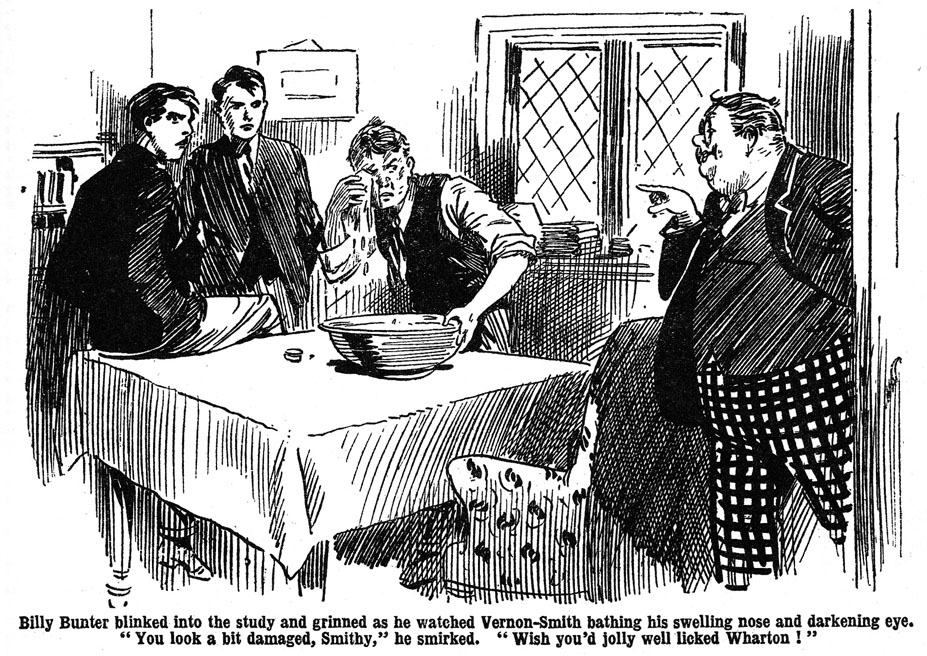 Billy Bunter blinked into the study and grinned as he watched Vernon-Smith bathing his swelling nose and darkening eye.
“ You look a bit damaged, Smithy,” he smirked. “ Wish you’d jolly well licked Wharton ! ”